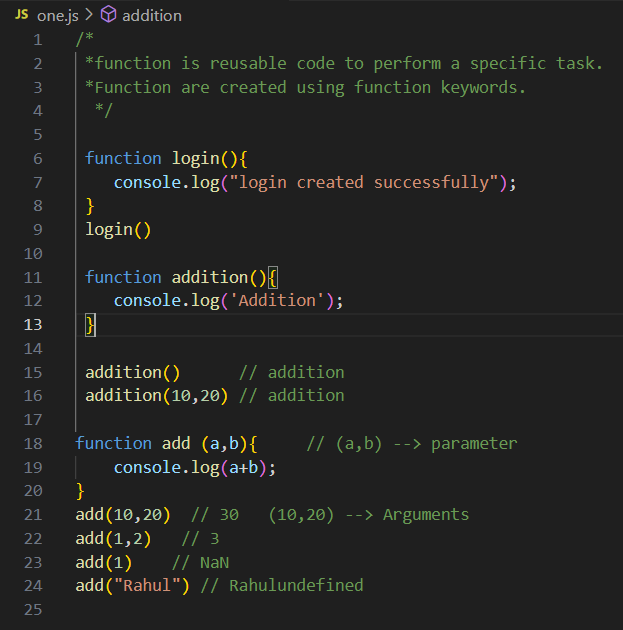 JS one.js > addition
1 /*
2 *function is reusable code to perform a specific task.
3 *Function are created using function keywords.
4 */
5
6 function login(){
7 console.log("login created successfully");
8 }
9 login()
10
11 function addition(){
12 console.log('Addition');
13 }
14
15 addition() // addition
16 addition(10,20) // addition
17
18 function add (a,b){ // (a,b) --> parameter
19 console.log(a+b);
20 }
21 add(10,20) // 30 (10,20) --> Arguments
22 add(1,2) // 3
23 add(1) // NaN
24 add("Rahul") // Rahulundefined
25